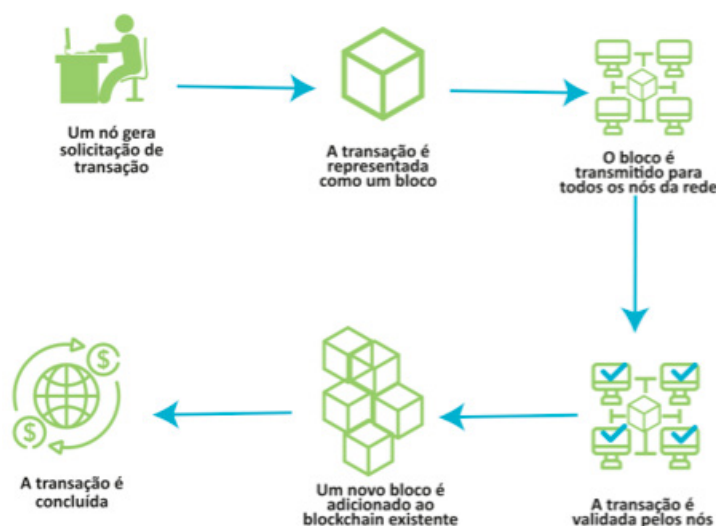 Um nó gera
solicitação de
transação
A transação é
representada
como um bloco
O bloco é
transmitido para
todos os nós da rede
A transação é
validada pelos nós
Um novo bloco é
adicionado ao
blockchain existente
$
$
A transação é
concluída